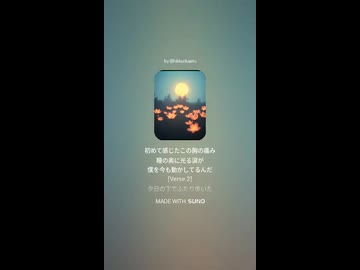 初めて感じたこの胸の痛み
瞳の奥に光る涙が
僕を今も動かしてるんだ
[Verse 2]
夕日の下でふたり歩いた
MADE WITH SUNO